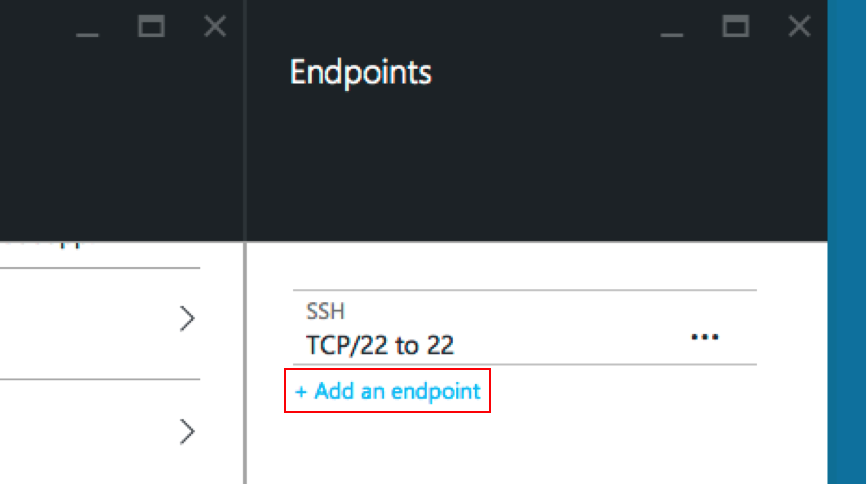 Endpoints
SSH
TCP/22 to 22
+ Add an endpoint